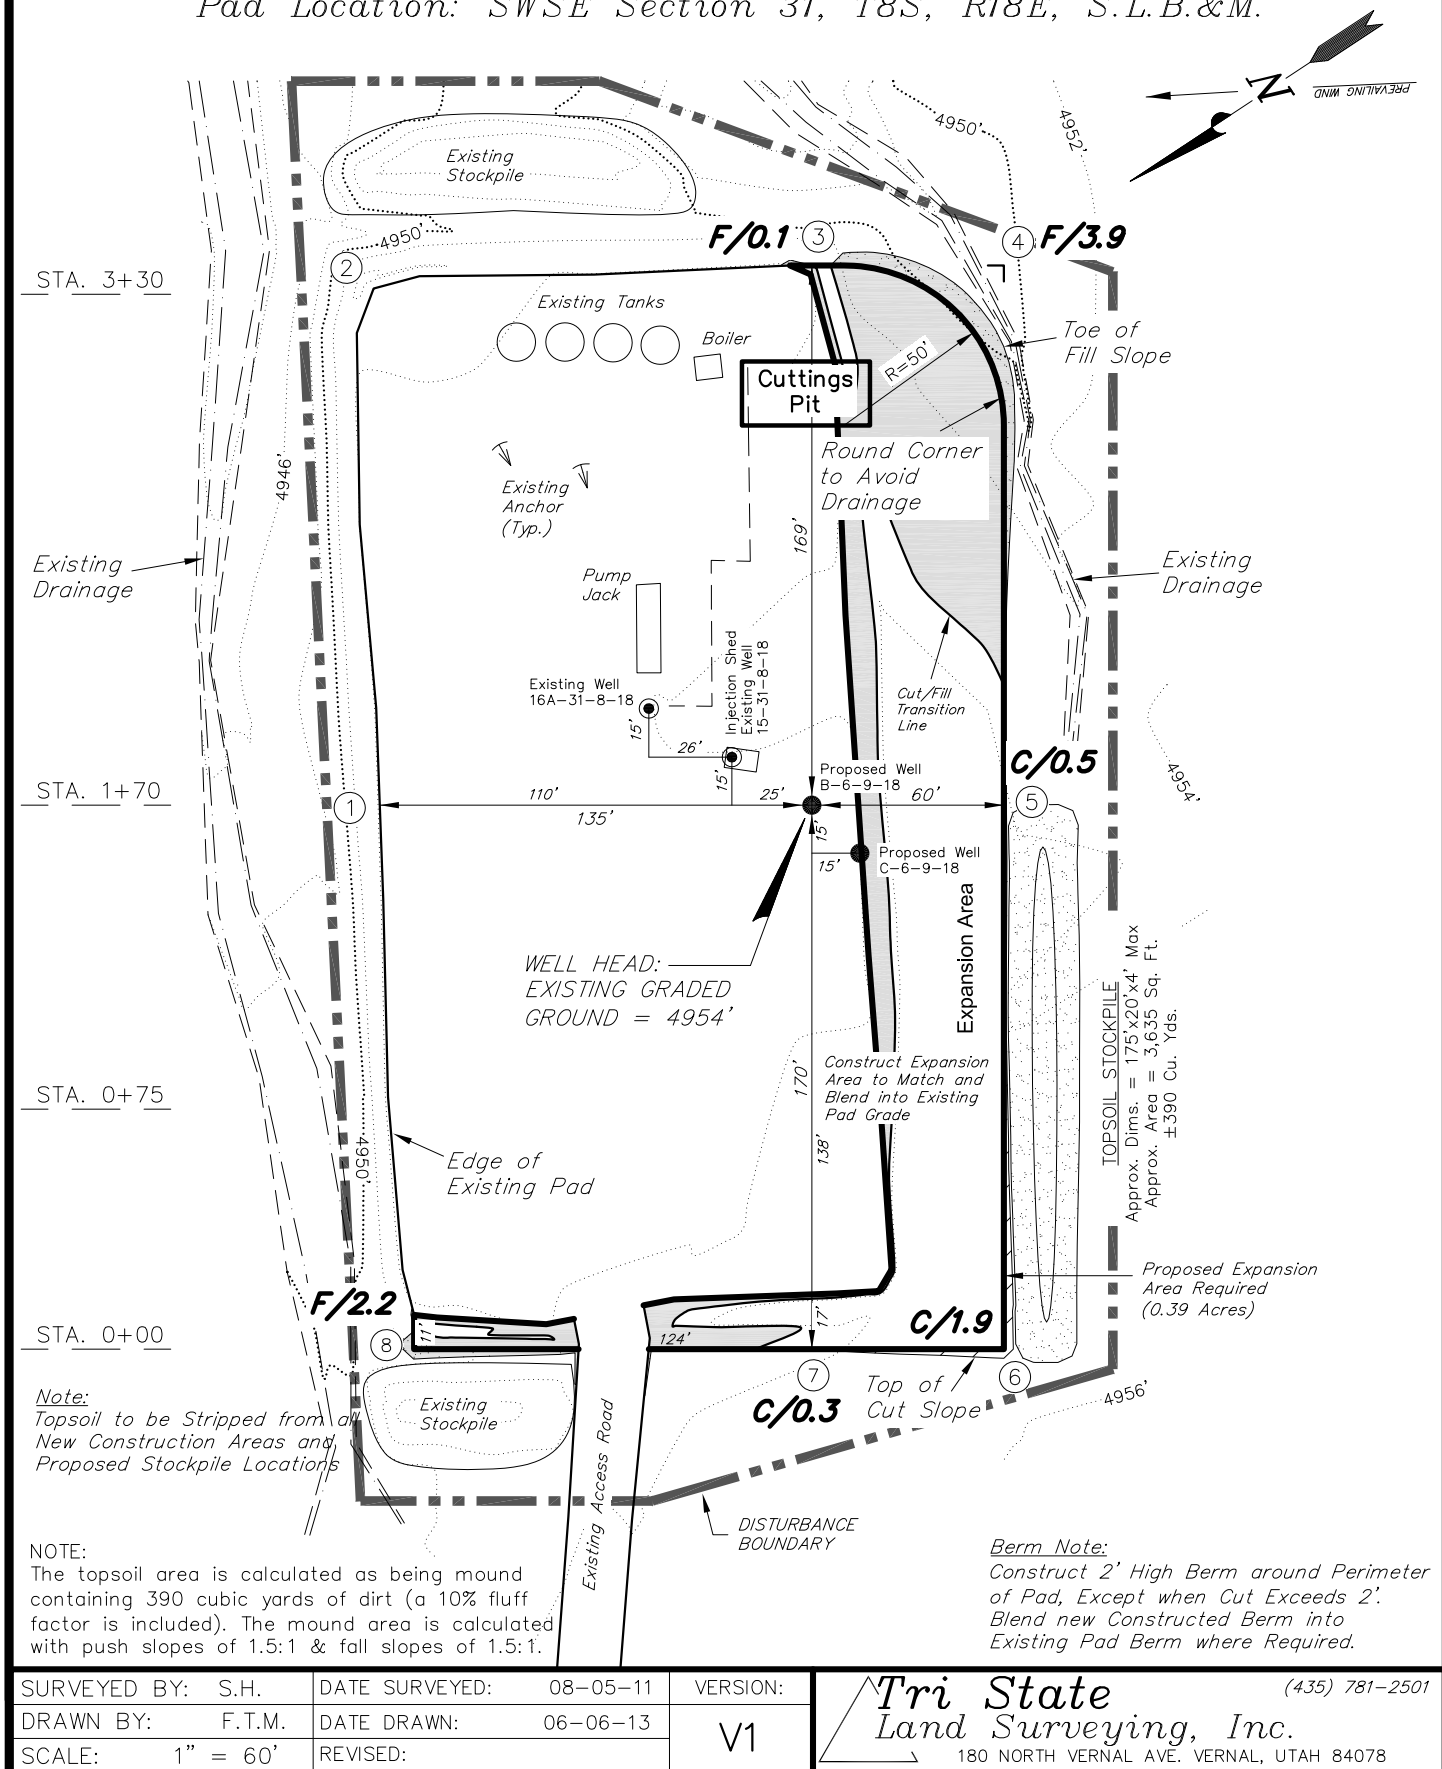 Pad Location: SWSE Section 31, T8S, R18E, S.L.B.&M.
N
PREVAILING WIND
4950'
4952'
Existing
Stockpile
4950'
F/0.1
3
4
F/3.9
2
STA. 3+30
Existing Tanks
Boiler
Toe of
Fill Slope
R=50'
Cuttings
Pit
Round Corner
to Avoid
Drainage
4946'
Existing
Anchor
(Typ.)
169'
Existing
Drainage
Existing
Drainage
Pump
Jack
Injection Shed
Existing Well
15-31-8-18
Existing Well
16A-31-8-18
Cut/Fill
Transition
Line
15'
26'
15'
C/0.5
4954'
Proposed Well
B-6-9-18
STA. 1+70
1
110'
25'
60'
5
135'
15'
15'
Proposed Well
C-6-9-18
Expansion Area
WELL HEAD:
EXISTING GRADED
GROUND = 4954'
TOPSOIL STOCKPILE
Approx. Dims. = 175'x20'x4' Max
Approx. Area = 3,635 Sq. Ft.
±390 Cu. Yds.
STA. 0+75
170'
Construct Expansion
Area to Match and
Blend into Existing
Pad Grade
138'
4950'
Edge of
Existing Pad
Proposed Expansion
Area Required
(0.39 Acres)
F/2.2
STA. 0+00
8
11'
124'
17'
C/1.9
7
6
C/0.3
Top of
Cut Slope
4956'
Existing
Stockpile
Note:
Topsoil to be Stripped from all
New Construction Areas and
Proposed Stockpile Locations
Existing Access Road
DISTURBANCE
BOUNDARY
NOTE:
The topsoil area is calculated as being mound
containing 390 cubic yards of dirt (a 10% fluff
factor is included). The mound area is calculated
with push slopes of 1.5:1 & fall slopes of 1.5:1.
Berm Note:
Construct 2' High Berm around Perimeter
of Pad, Except when Cut Exceeds 2'.
Blend new Constructed Berm into
Existing Pad Berm where Required.
SURVEYED BY: S.H.
DATE SURVEYED: 08-05-11
VERSION:
DRAWN BY: F.T.M.
DATE DRAWN: 06-06-13
V1
SCALE: 1" = 60'
REVISED:
Tri State
(435) 781-2501
Land Surveying, Inc.
180 NORTH VERNAL AVE. VERNAL, UTAH 84078